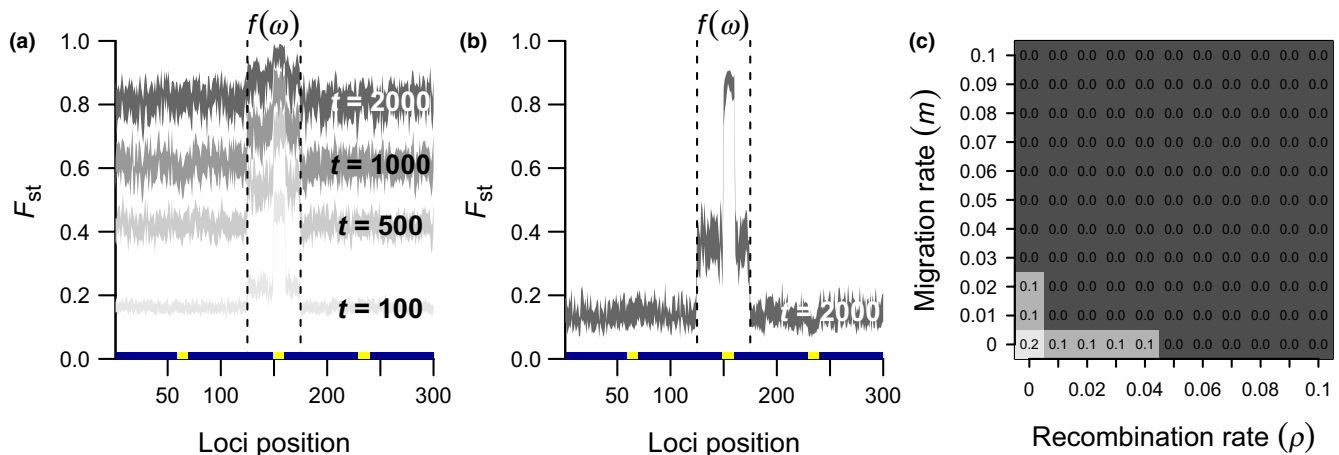 (a)
f(ω)
1.0
0.8
0.6
0.4
0.2
0.0
Fst
t = 2000
t = 1000
t = 500
t = 100
50 100 200 300
Loci position
(b)
f(ω)
1.0
0.8
0.6
0.4
0.2
0.0
Fst
t = 2000
50 100 200 300
Loci position
(c)
Migration rate (m)
0.1 0.0 0.0 0.0 0.0 0.0 0.0 0.0 0.0 0.0 0.0 0.0
0.09 0.0 0.0 0.0 0.0 0.0 0.0 0.0 0.0 0.0 0.0 0.0
0.08 0.0 0.0 0.0 0.0 0.0 0.0 0.0 0.0 0.0 0.0 0.0
0.07 0.0 0.0 0.0 0.0 0.0 0.0 0.0 0.0 0.0 0.0 0.0
0.06 0.0 0.0 0.0 0.0 0.0 0.0 0.0 0.0 0.0 0.0 0.0
0.05 0.0 0.0 0.0 0.0 0.0 0.0 0.0 0.0 0.0 0.0 0.0
0.04 0.0 0.0 0.0 0.0 0.0 0.0 0.0 0.0 0.0 0.0 0.0
0.03 0.0 0.0 0.0 0.0 0.0 0.0 0.0 0.0 0.0 0.0 0.0
0.02 0.1 0.0 0.0 0.0 0.0 0.0 0.0 0.0 0.0 0.0 0.0
0.01 0.1 0.0 0.0 0.0 0.0 0.0 0.0 0.0 0.0 0.0 0.0
0 0.2 0.1 0.1 0.1 0.1 0.0 0.0 0.0 0.0 0.0 0.0
0 0.02 0.04 0.06 0.08 0.1
Recombination rate (ρ)